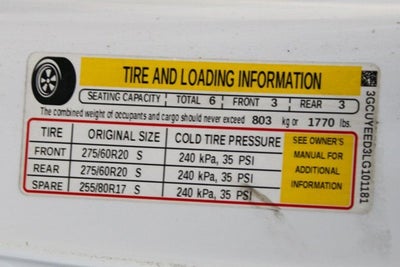 TIRE AND LOADING INFORMATION
SEATING CAPACITY TOTAL 6 FRONT 3 REAR 3
The combined weight of occupants and cargo should never exceed 803 kg or 1770 lbs.
TIRE ORIGINAL SIZE COLD TIRE PRESSURE
FRONT 275/60R20 S 240 kPa, 35 PSI
REAR 275/60R20 S 240 kPa, 35 PSI
SPARE 255/80R17 S 240 kPa, 35 PSI
SEE OWNER'S
MANUAL FOR
ADDITIONAL
INFORMATION
3GCUYEED3LG101181